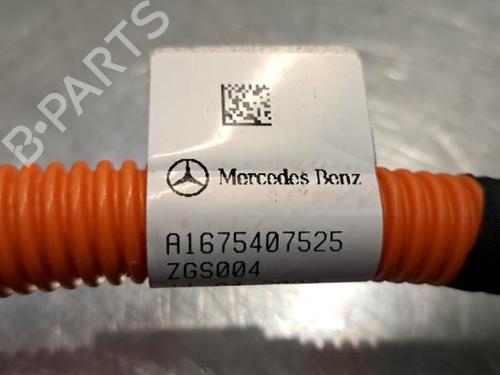 B-PARTS
Mercedes Benz
A1675407525
ZGS004